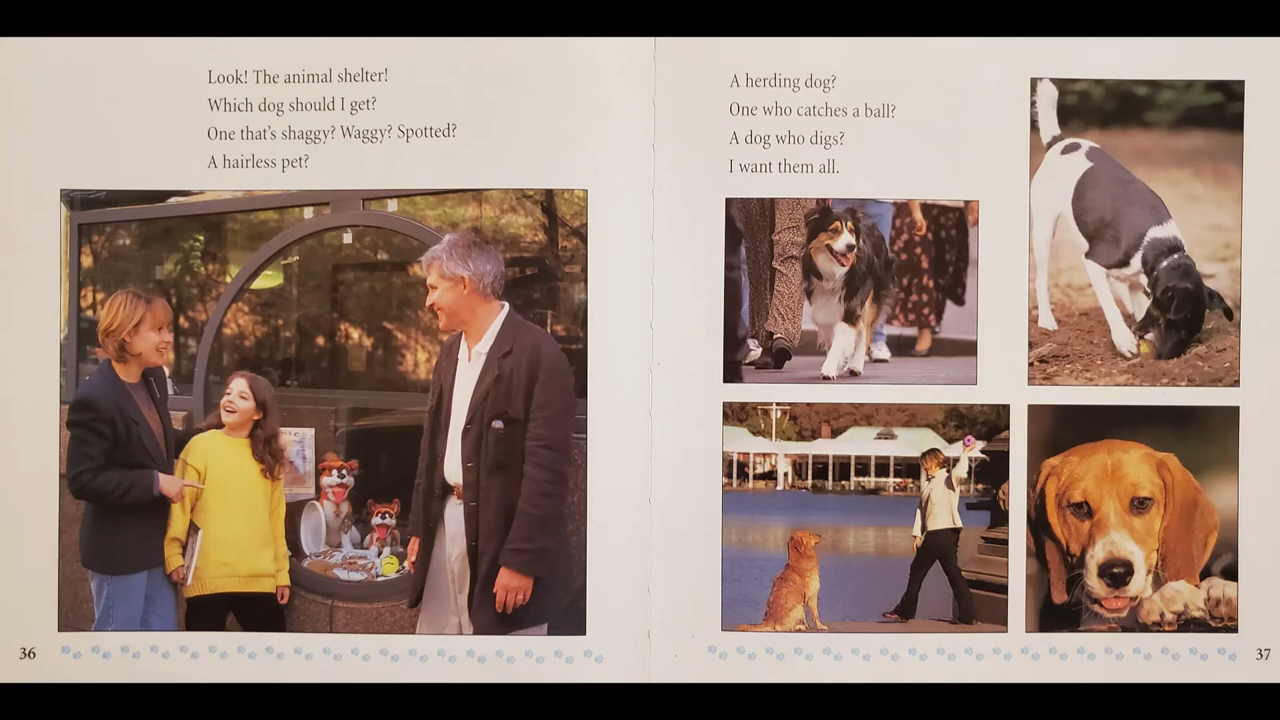 Look! The animal shelter!
Which dog should I get?
One that's shaggy? Waggy? Spotted?
A hairless pet?
36
A herding dog?
One who catches a ball?
A dog who digs?
I want them all.
37